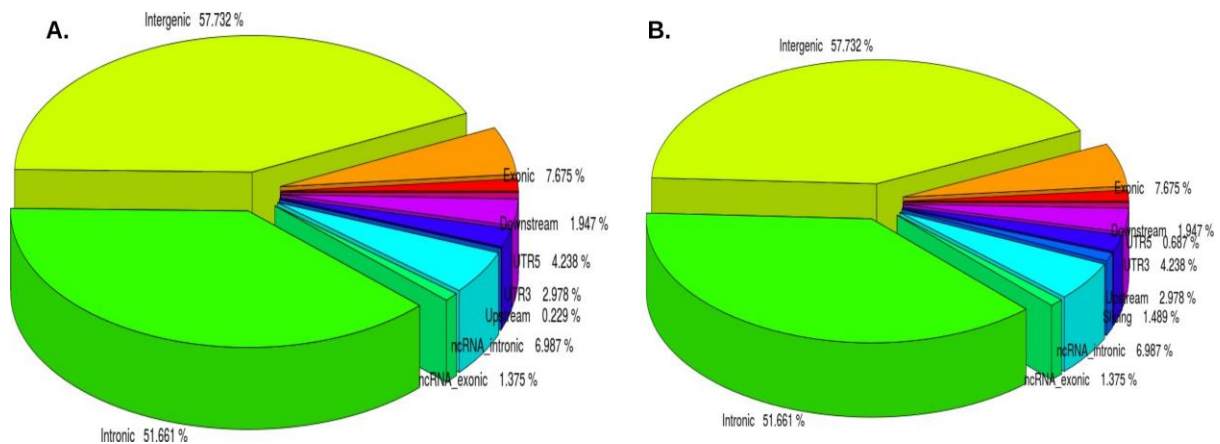 A.
Intergenic 57.732 %
Exonic 7.675 %
Downstream 1.947 %
UTR5 4.238 %
UTR3 2.978 %
Upstream 0.229 %
ncRNA_intronic 6.987 %
ncRNA_exonic 1.375 %
Intronic 51.661 %
B.
Intergenic 57.732 %
Exonic 7.675 %
Downstream 1.947 %
UTR5 0.687 %
UTR3 4.238 %
Upstream 2.978 %
Slicing 1.489 %
ncRNA_intronic 6.987 %
ncRNA_exonic 1.375 %
Intronic 51.661 %